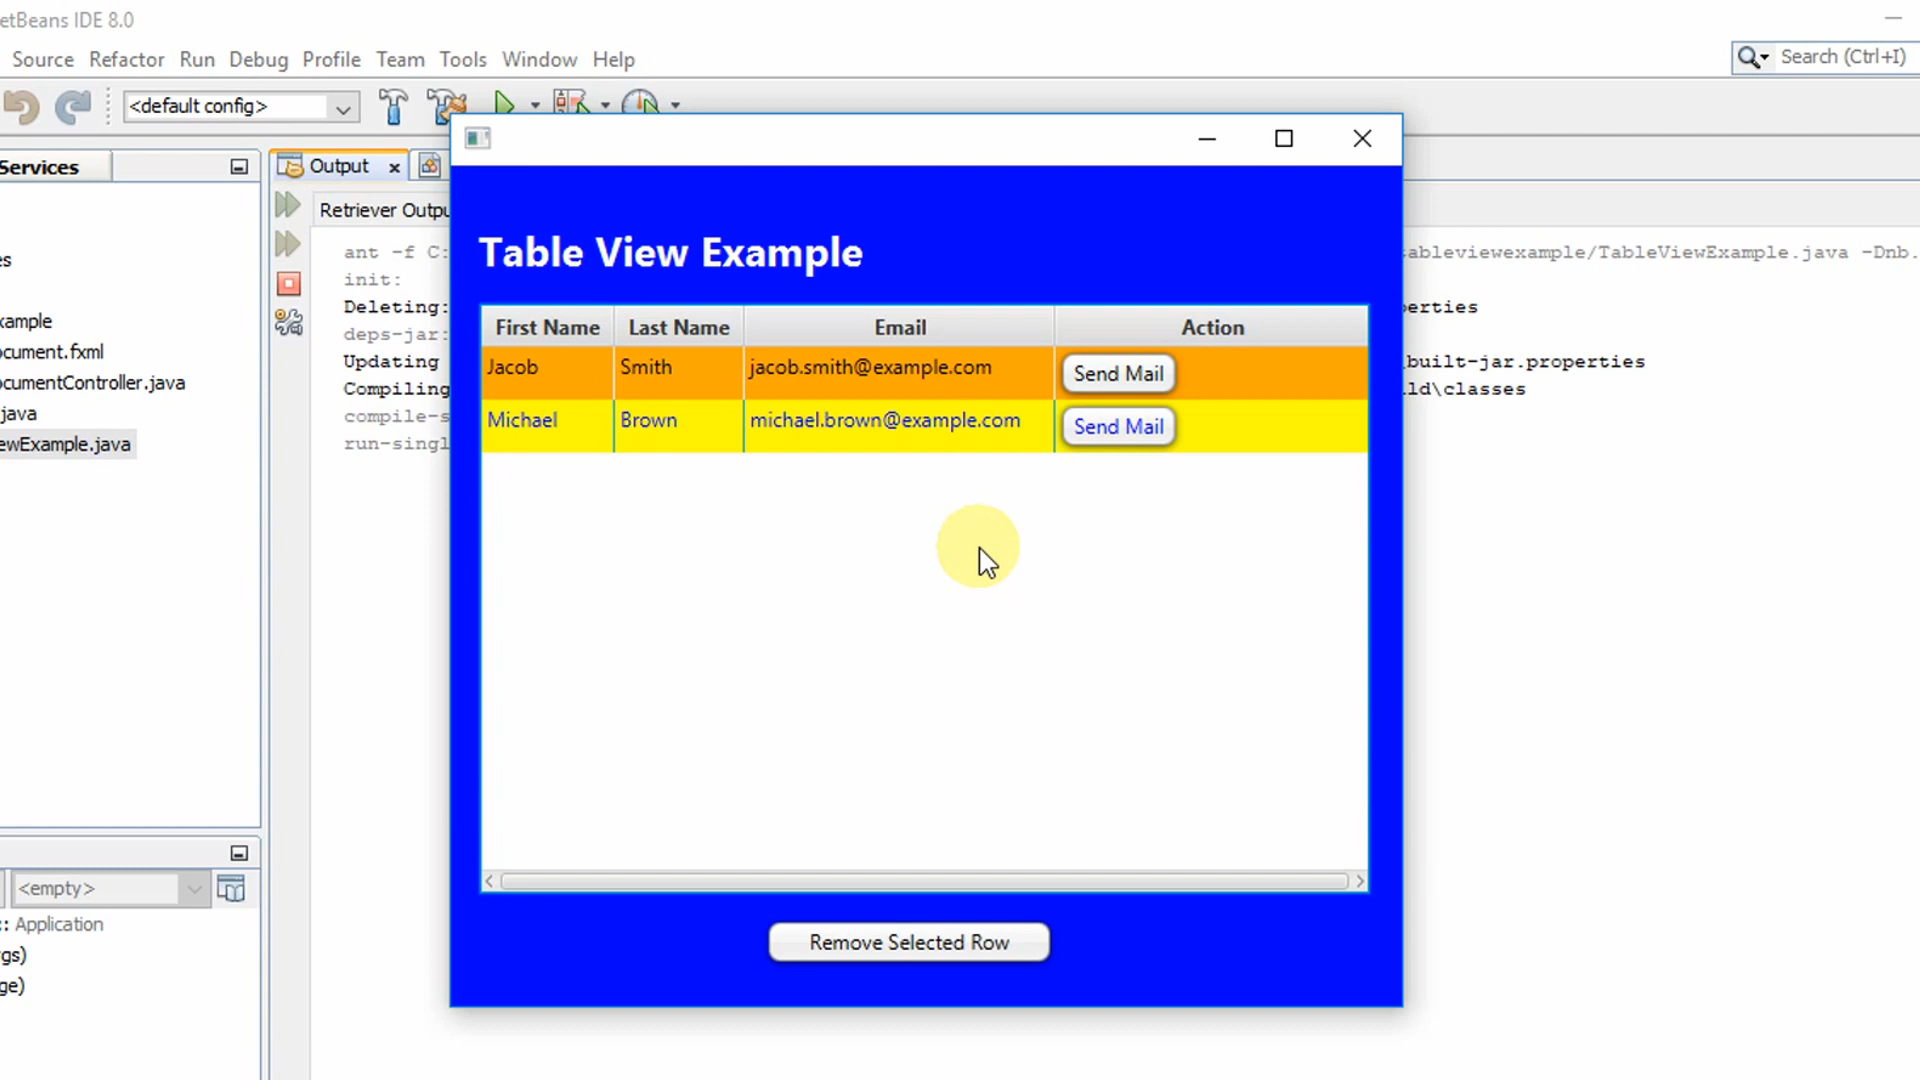 etBeans IDE 8.0
Source Refactor Run Debug Profile Team Tools Window Help
Search (Ctrl+I)
<default config>
Services
Output
Retriever Outpu
ant -f C:
ableviewexample/TableViewExample.java -Dnb.
init:
Deleting:
perties
deps-jar:
Updating
built-jar.properties
Compiling
ld\classes
compile-s
run-singl
es
xample
ocument.fxml
ocumentController.java
java
ewExample.java
Table View Example
First Name Last Name Email Action
Jacob Smith jacob.smith@example.com Send Mail
Michael Brown michael.brown@example.com Send Mail
Remove Selected Row
<empty>
:: Application
gs)
ge)